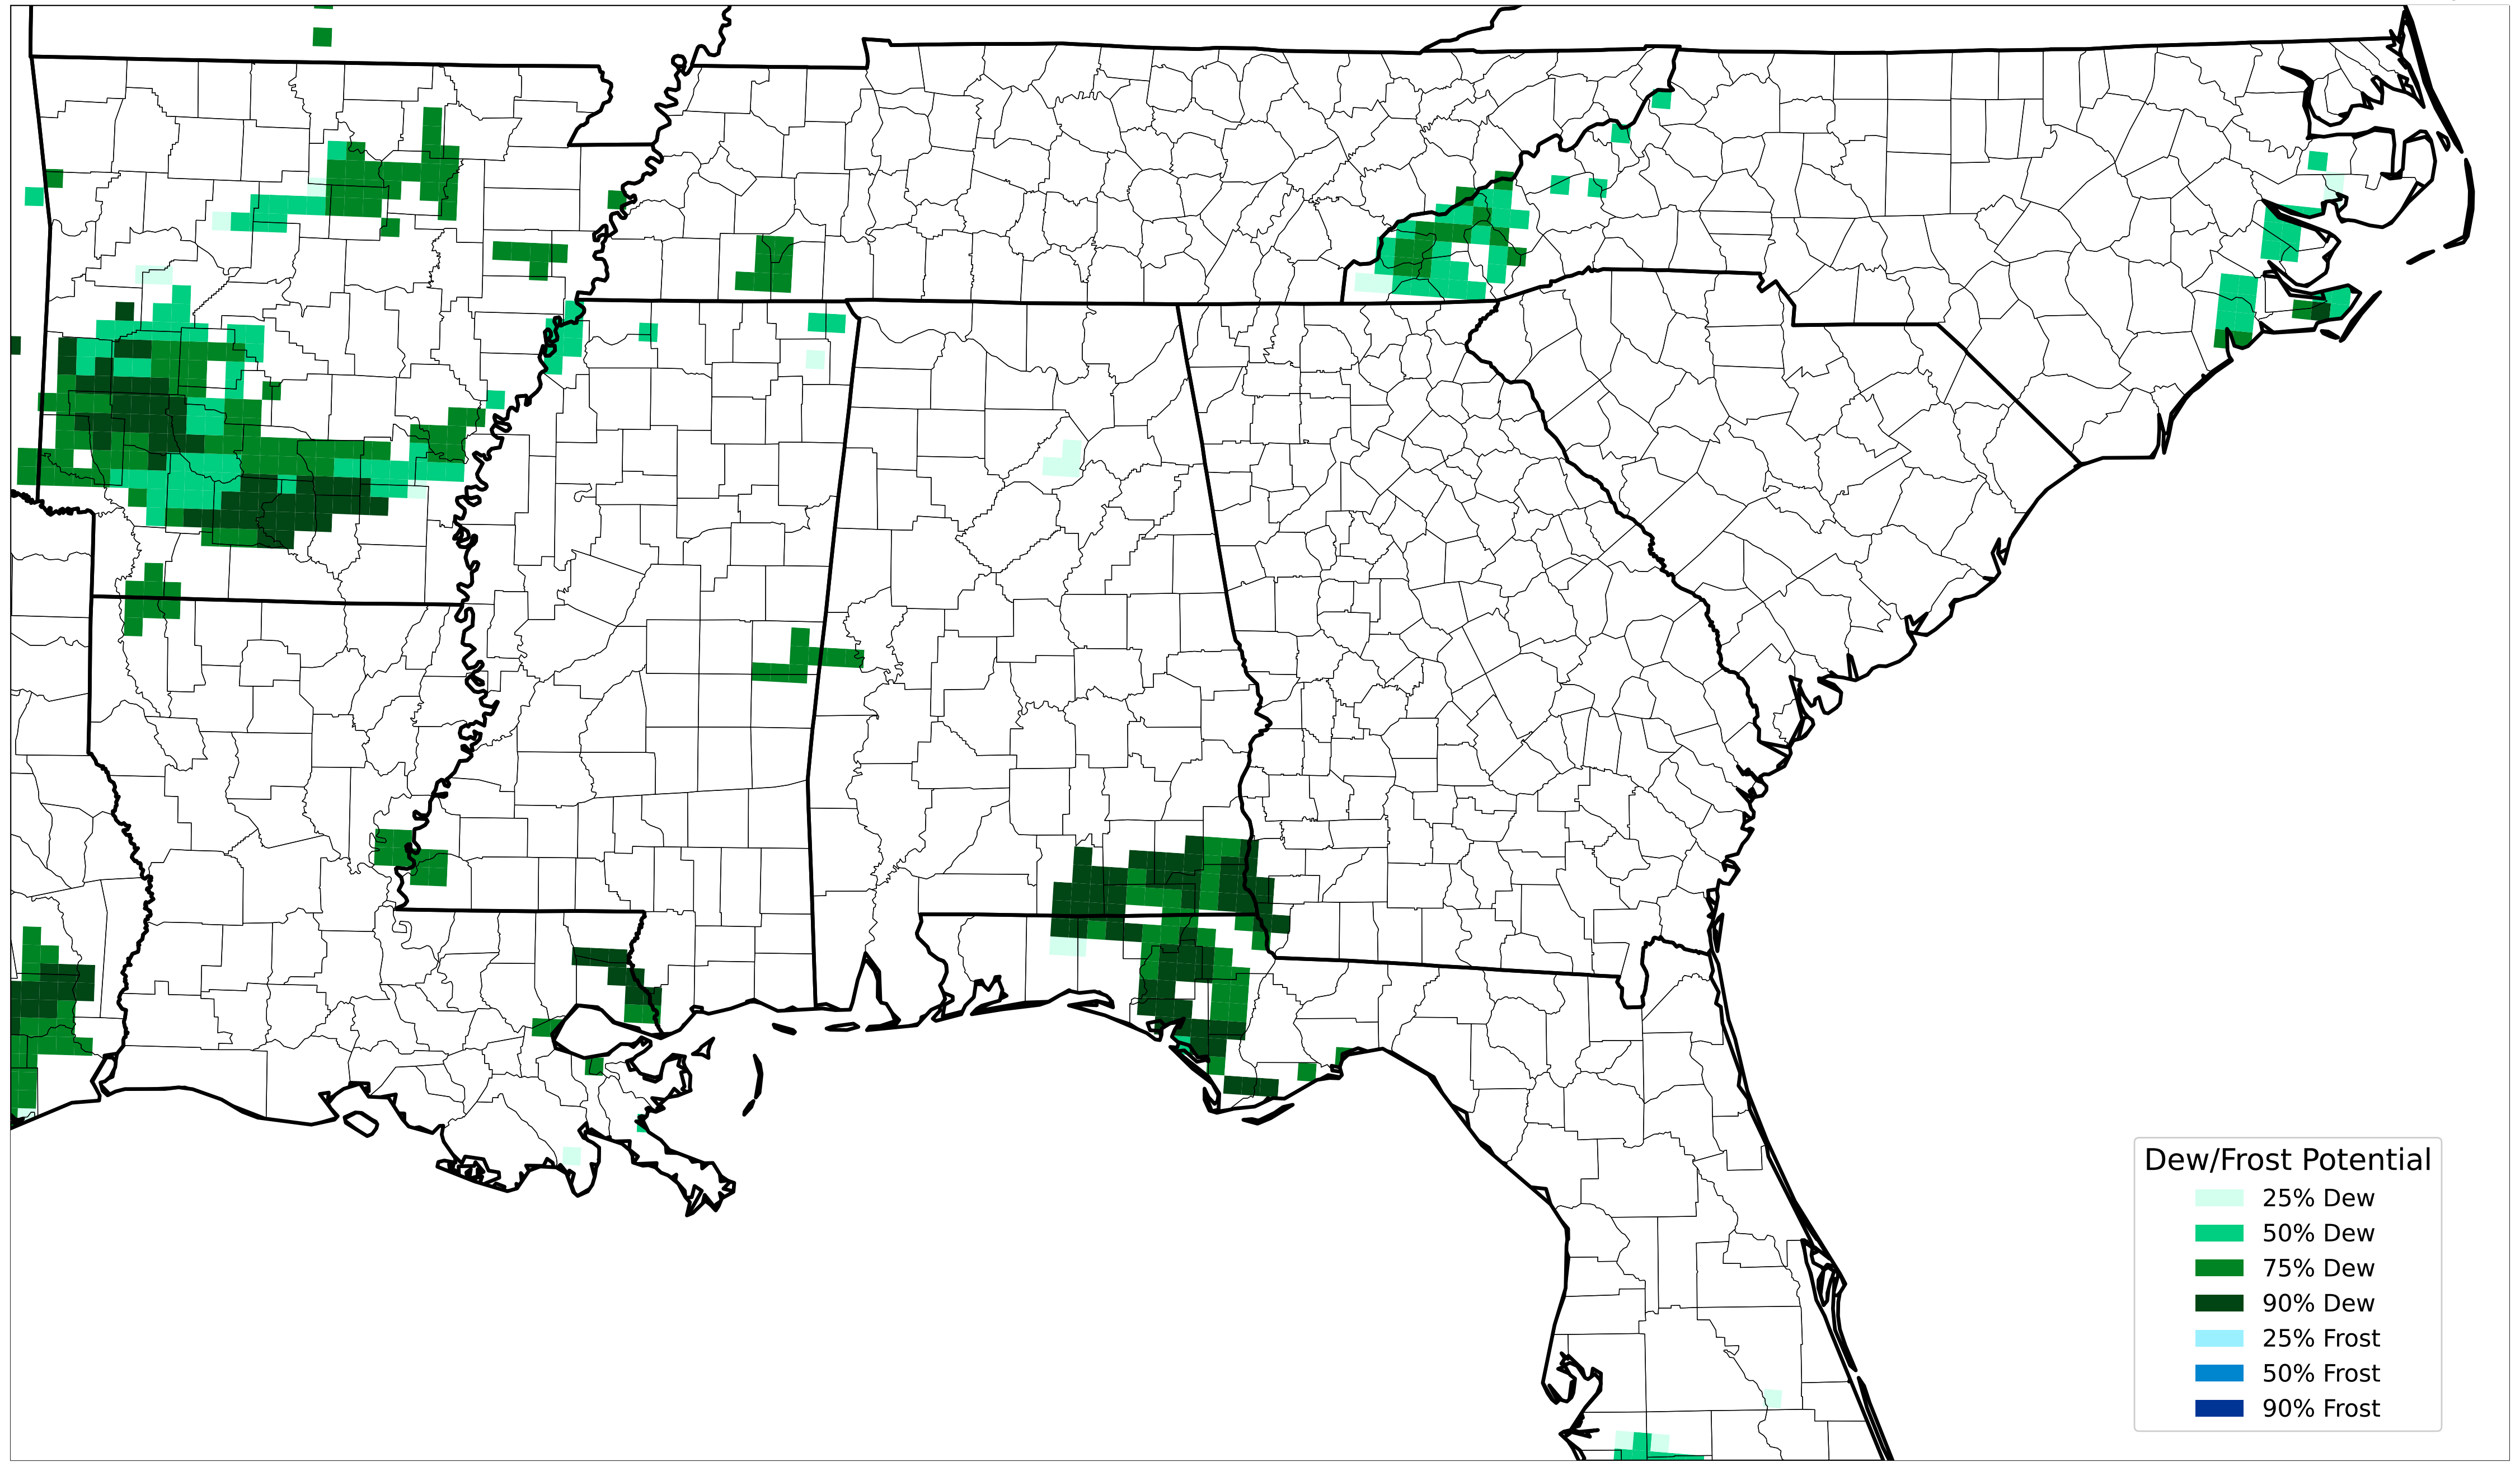 Dew/Frost Potential
25% Dew
50% Dew
75% Dew
90% Dew
25% Frost
50% Frost
90% Frost